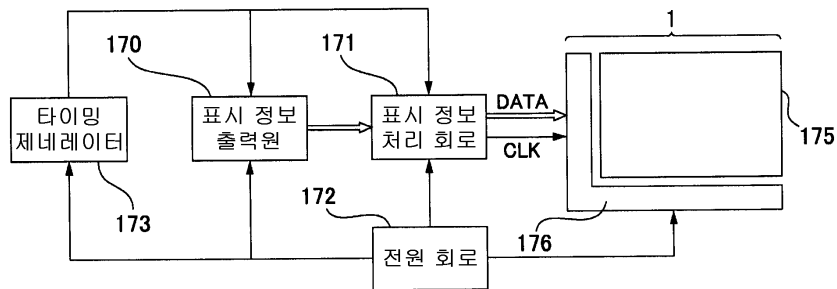 1
170
171
타이밍
제네레이터
표시 정보
출력원
표시 정보
처리 회로
DATA
CLK
175
173
172
176
전원 회로